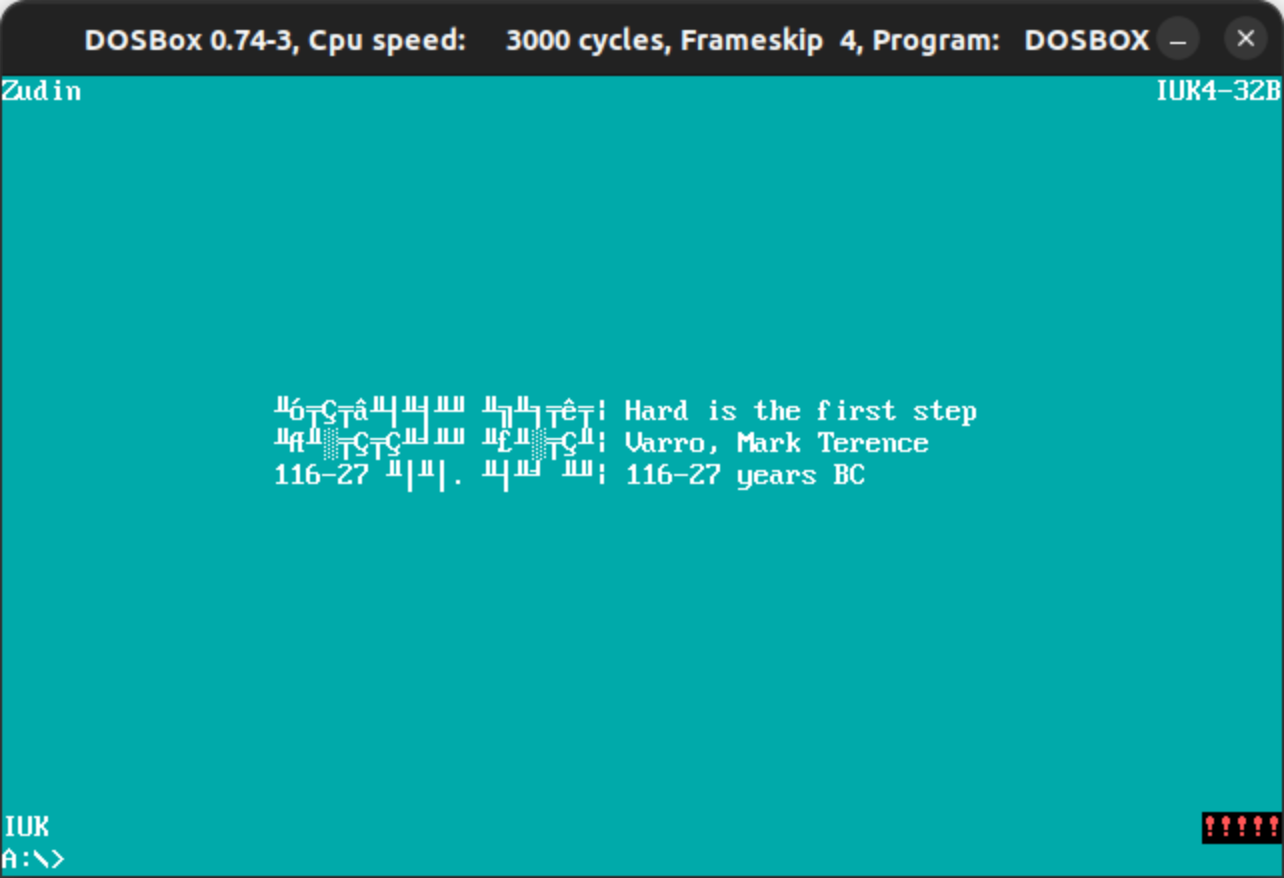 DOSBox 0.74-3, Cpu speed: 3000 cycles, Frameskip 4, Program: DOSBOX
Zudin IUK4-32B
Hard is the first step
Varro, Mark Terence
116-27 116-27 years BC
IUK !!!!!
A:\>